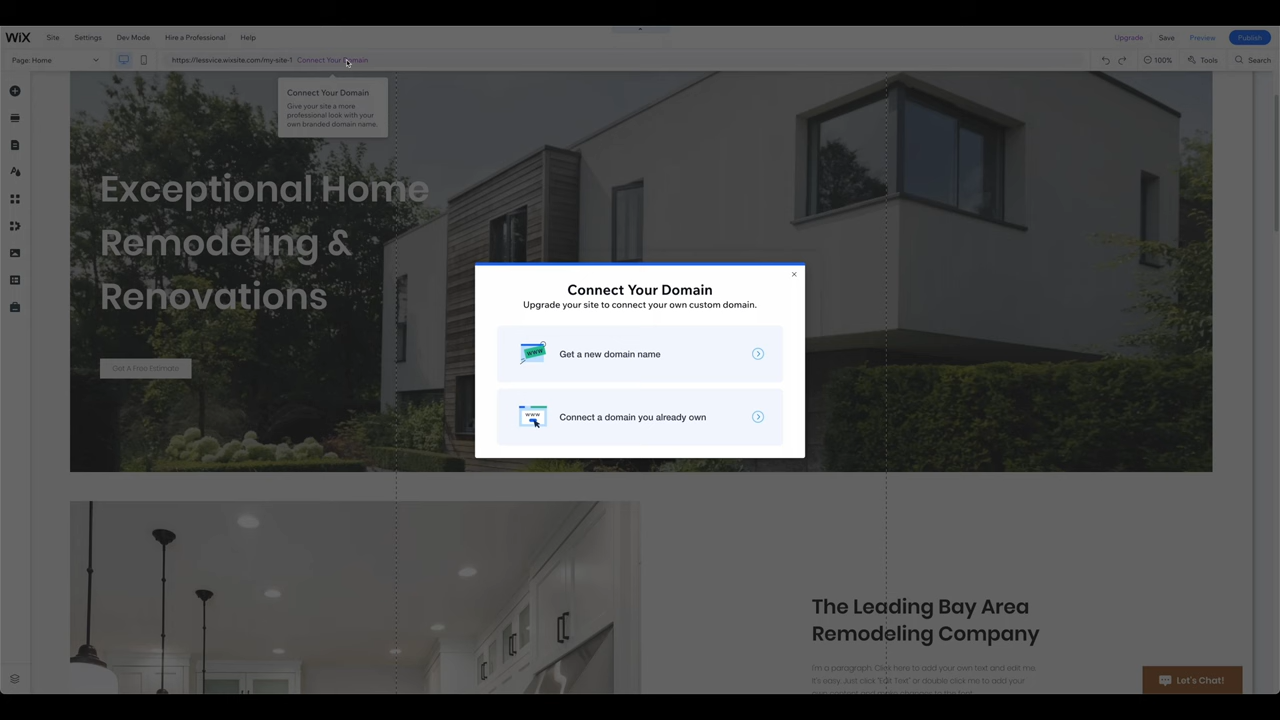 WiX Site Settings Dev Mode Hire a Professional Help Upgrade Save Preview Publish
Page: Home https://lessvice.wixsite.com/my-site-1 Connect Your Domain 100% Tools Search
Connect Your Domain
Give your site a more
professional look with your
own branded domain name.
Exceptional Home
Remodeling &
Renovations
Get A Free Estimate
Connect Your Domain
Upgrade your site to connect your own custom domain.
www
Get a new domain name
www
Connect a domain you already own
The Leading Bay Area
Remodeling Company
I'm a paragraph. Click here to add your own text and edit me.
It's easy. Just click "Edit Text" or double click me to add your
Let's Chat!